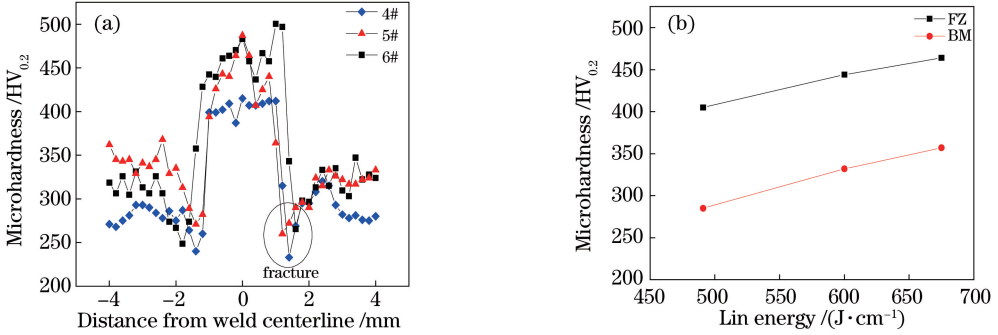 (a)
4#
5#
6#
Microhardness /HV0.2
500
450
400
350
300
250
200
fracture
−4 −2 0 2 4
Distance from weld centerline /mm
(b)
FZ
BM
Microhardness /HV0.2
500
450
400
350
300
250
200
450 500 550 600 650 700
Lin energy /(J·cm⁻¹)